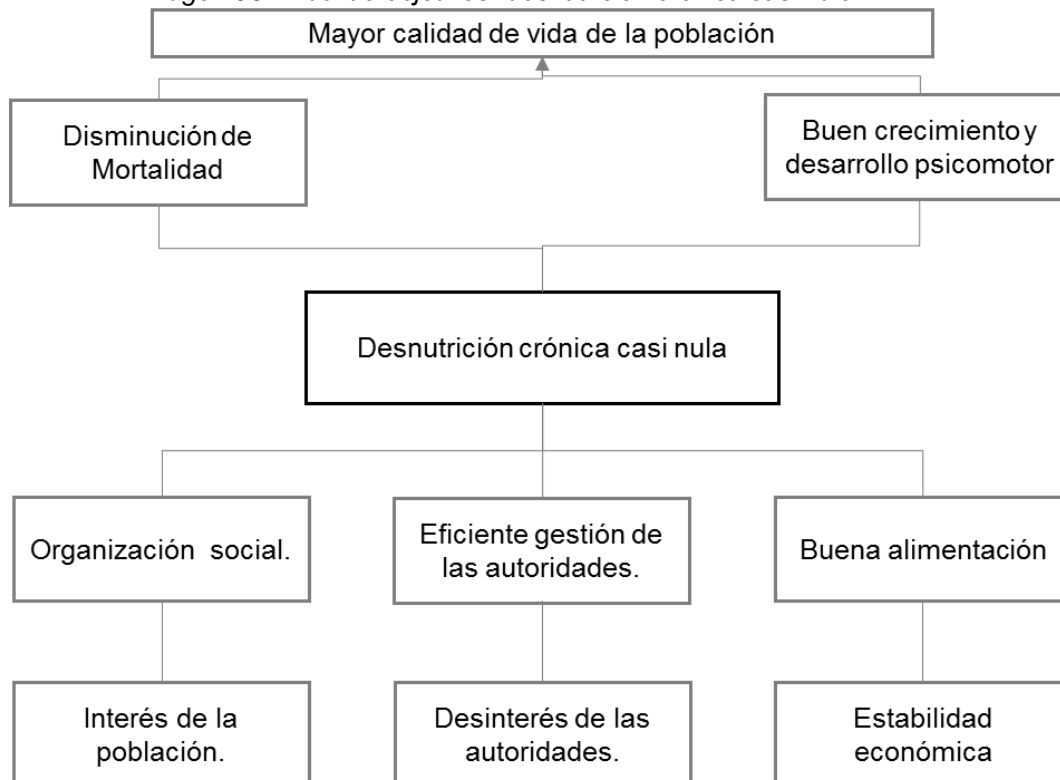 Mayor calidad de vida de la población
Disminución de
Mortalidad
Buen crecimiento y
desarrollo psicomotor
Desnutrición crónica casi nula
Organización social.
Eficiente gestión de
las autoridades.
Buena alimentación
Interés de la
población.
Desinterés de las
autoridades.
Estabilidad
económica